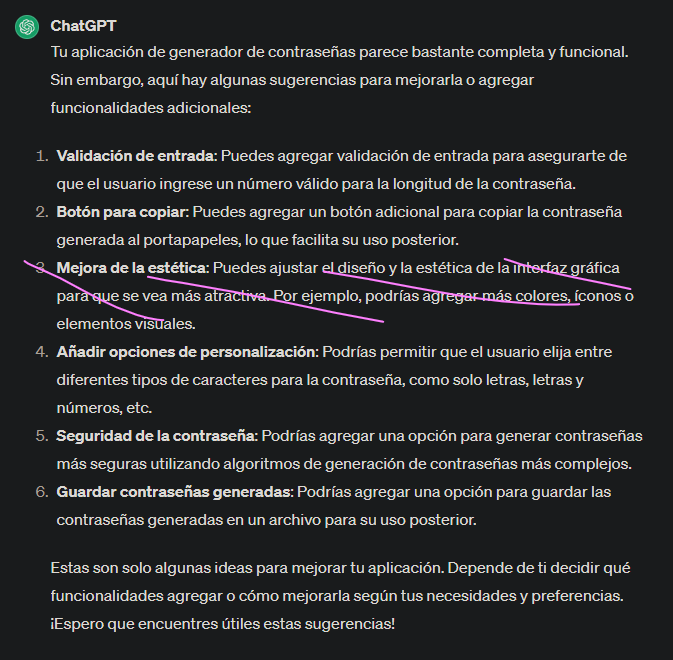 ChatGPT
Tu aplicación de generador de contraseñas parece bastante completa y funcional.
Sin embargo, aquí hay algunas sugerencias para mejorarla o agregar
funcionalidades adicionales:
1. Validación de entrada: Puedes agregar validación de entrada para asegurarte de
que el usuario ingrese un número válido para la longitud de la contraseña.
2. Botón para copiar: Puedes agregar un botón adicional para copiar la contraseña
generada al portapapeles, lo que facilita su uso posterior.
3. Mejora de la estética: Puedes ajustar el diseño y la estética de la interfaz gráfica
para que se vea más atractiva. Por ejemplo, podrías agregar más colores, íconos o
elementos visuales.
4. Añadir opciones de personalización: Podrías permitir que el usuario elija entre
diferentes tipos de caracteres para la contraseña, como solo letras, letras y
números, etc.
5. Seguridad de la contraseña: Podrías agregar una opción para generar contraseñas
más seguras utilizando algoritmos de generación de contraseñas más complejos.
6. Guardar contraseñas generadas: Podrías agregar una opción para guardar las
contraseñas generadas en un archivo para su uso posterior.
Estas son solo algunas ideas para mejorar tu aplicación. Depende de ti decidir qué
funcionalidades agregar o cómo mejorarla según tus necesidades y preferencias.
¡Espero que encuentres útiles estas sugerencias!